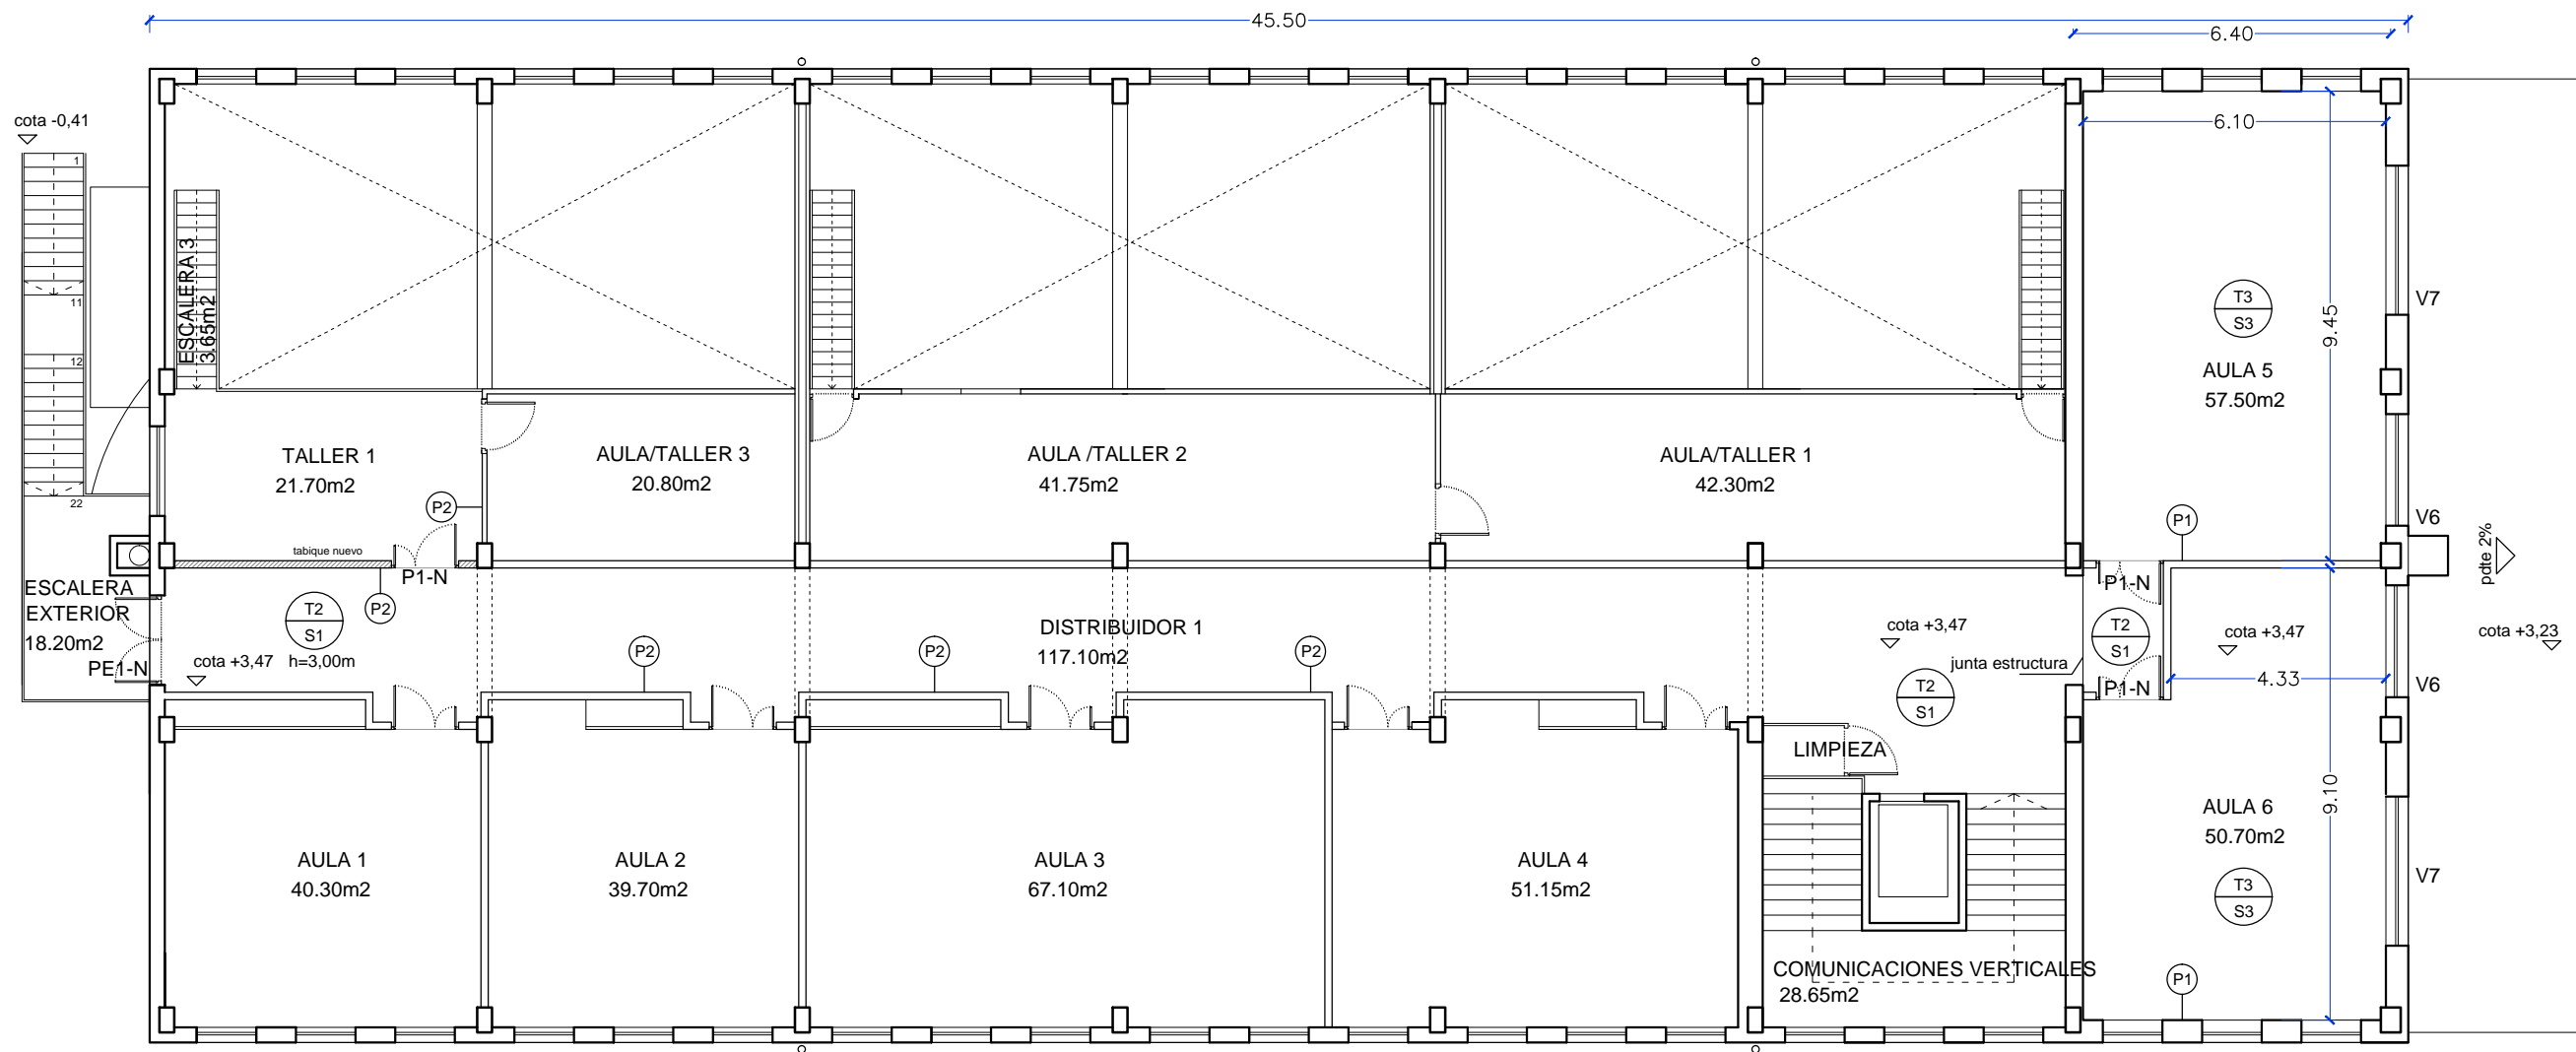 45.50
6.40
cota -0,41
6.10
1
ESCALERA 3
3.65m2
11
12
22
9.45
V7
T3
S3
AULA 5
57.50m2
TALLER 1
21.70m2
AULA/TALLER 3
20.80m2
AULA /TALLER 2
41.75m2
AULA/TALLER 1
42.30m2
P2
P1
V6
pdte 2%
tabique nuevo
P1-N
P1-N
ESCALERA
EXTERIOR
18.20m2
PE1-N
T2
S1
P2
cota +3,47
h=3,00m
P2
P2
DISTRIBUIDOR 1
117.10m2
P2
cota +3,47
junta estructura
T2
S1
T2
S1
P1-N
cota +3,47
4.33
cota +3,23
V6
LIMPIEZA
9.10
AULA 6
50.70m2
T3
S3
V7
AULA 1
40.30m2
AULA 2
39.70m2
AULA 3
67.10m2
AULA 4
51.15m2
COMUNICACIONES VERTICALES
28.65m2
P1